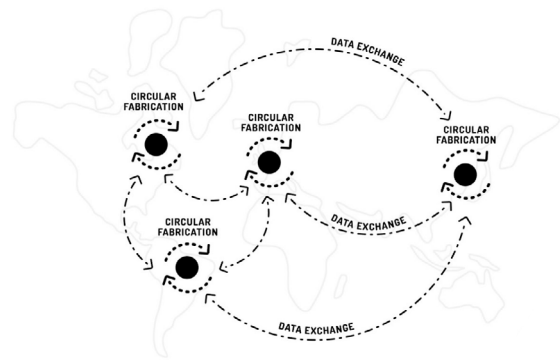 DATA EXCHANGE
CIRCULAR
FABRICATION
CIRCULAR
FABRICATION
CIRCULAR
FABRICATION
DATA EXCHANGE
CIRCULAR
FABRICATION
DATA EXCHANGE